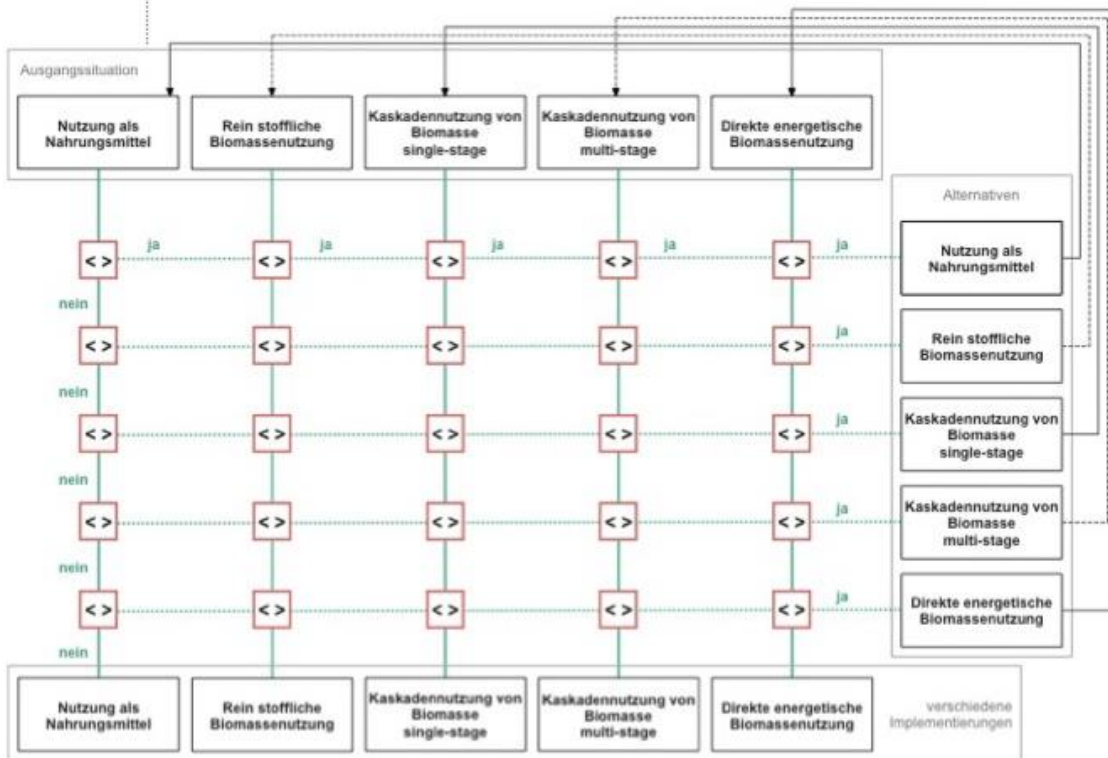 Ausgangssituation
Nutzung als
Nahrungsmittel
Rein stoffliche
Biomassenutzung
Kaskadennutzung von
Biomasse
single-stage
Kaskadennutzung von
Biomasse
multi-stage
Direkte energetische
Biomassenutzung
Alternativen
< >
ja
< >
ja
< >
ja
< >
ja
< >
ja
Nutzung als
Nahrungsmittel
nein
< >
< >
< >
< >
< >
ja
Rein stoffliche
Biomassenutzung
nein
< >
< >
< >
< >
< >
ja
Kaskadennutzung von
Biomasse
single-stage
nein
< >
< >
< >
< >
< >
ja
Kaskadennutzung von
Biomasse
multi-stage
nein
< >
< >
< >
< >
< >
ja
Direkte energetische
Biomassenutzung
nein
Nutzung als
Nahrungsmittel
Rein stoffliche
Biomassenutzung
Kaskadennutzung von
Biomasse
single-stage
Kaskadennutzung von
Biomasse
multi-stage
Direkte energetische
Biomassenutzung
verschiedene
Implementierungen